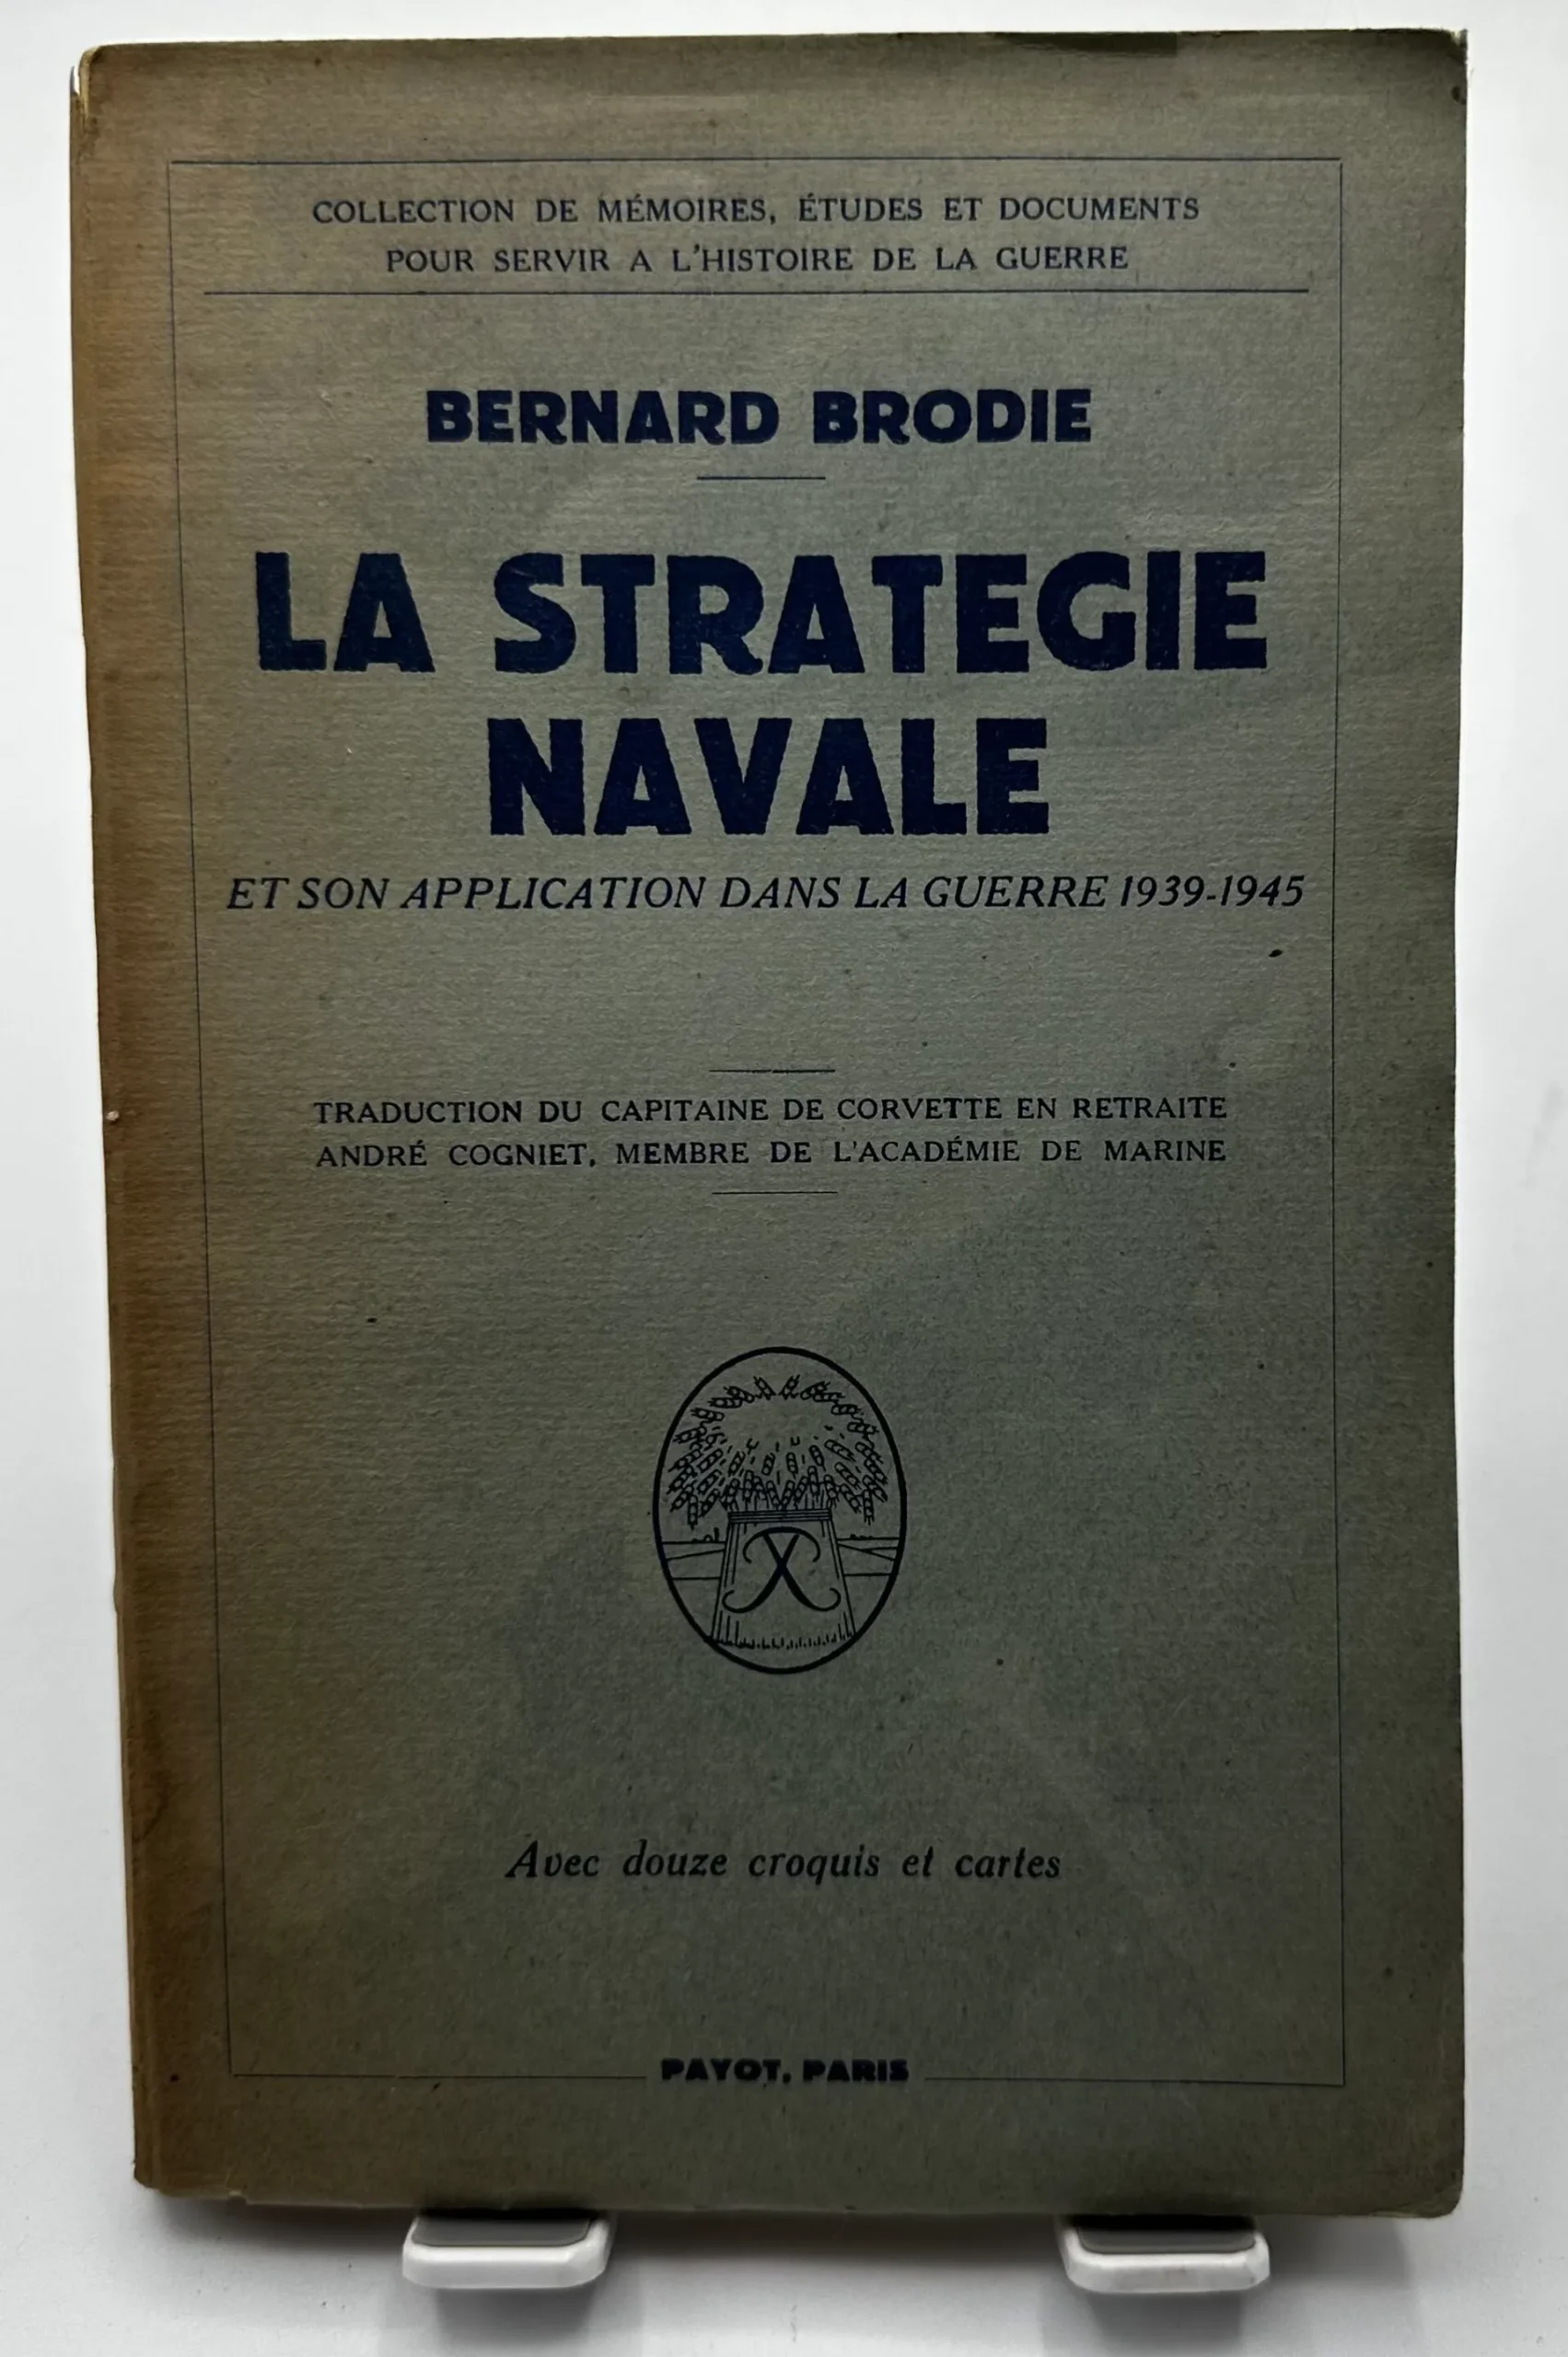 COLLECTION DE MÉMOIRES, ÉTUDES ET DOCUMENTS
POUR SERVIR A L'HISTOIRE DE LA GUERRE
BERNARD BRODIE
LA STRATEGIE
NAVALE
ET SON APPLICATION DANS LA GUERRE 1939-1945
TRADUCTION DU CAPITAINE DE CORVETTE EN RETRAITE
ANDRÉ COGNIET, MEMBRE DE L'ACADÉMIE DE MARINE
Avec douze croquis et cartes
PAYOT, PARIS